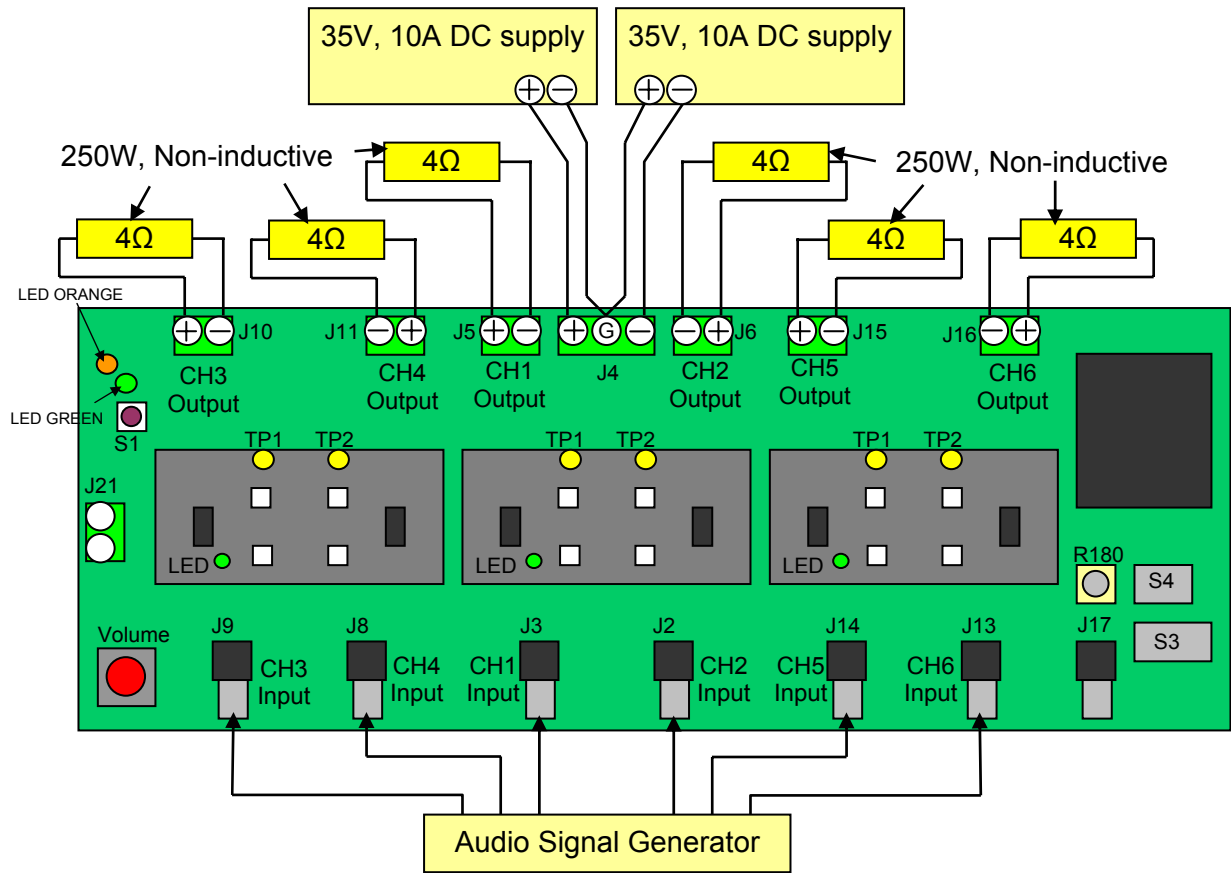 35V, 10A DC supply
35V, 10A DC supply
+ −
+ −
250W, Non-inductive
4Ω
4Ω
250W, Non-inductive
4Ω
4Ω
4Ω
4Ω
LED ORANGE
+ − J10
J11 − +
J5 + −
+ G −
− + J6
+ − J15
J16 − +
J4
CH3
Output
CH4
Output
CH1
Output
CH2
Output
CH5
Output
CH6
Output
LED GREEN
S1
TP1 TP2
TP1 TP2
TP1 TP2
J21
LED
LED
LED
R180
S4
S3
Volume
J9
CH3
Input
J8
CH4
Input
J3
CH1
Input
J2
CH2
Input
J14
CH5
Input
J13
CH6
Input
J17
Audio Signal Generator